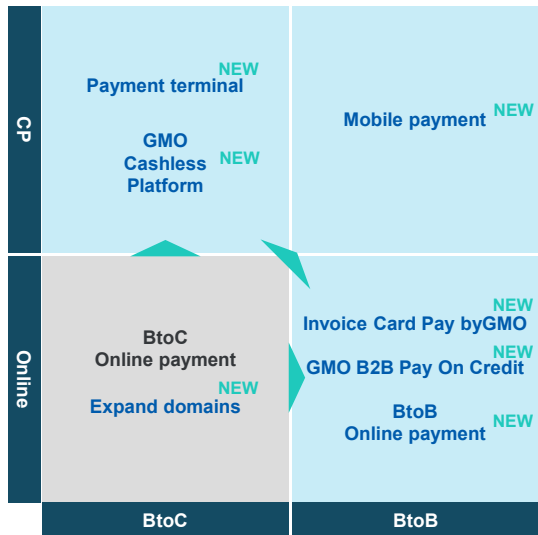 CP
NEW
Payment terminal
GMO
Cashless
Platform
NEW
NEW
Mobile payment
Online
BtoC
Online payment
NEW
Expand domains
NEW
Invoice Card Pay byGMO
NEW
GMO B2B Pay On Credit
BtoB
Online payment
NEW
BtoC
BtoB